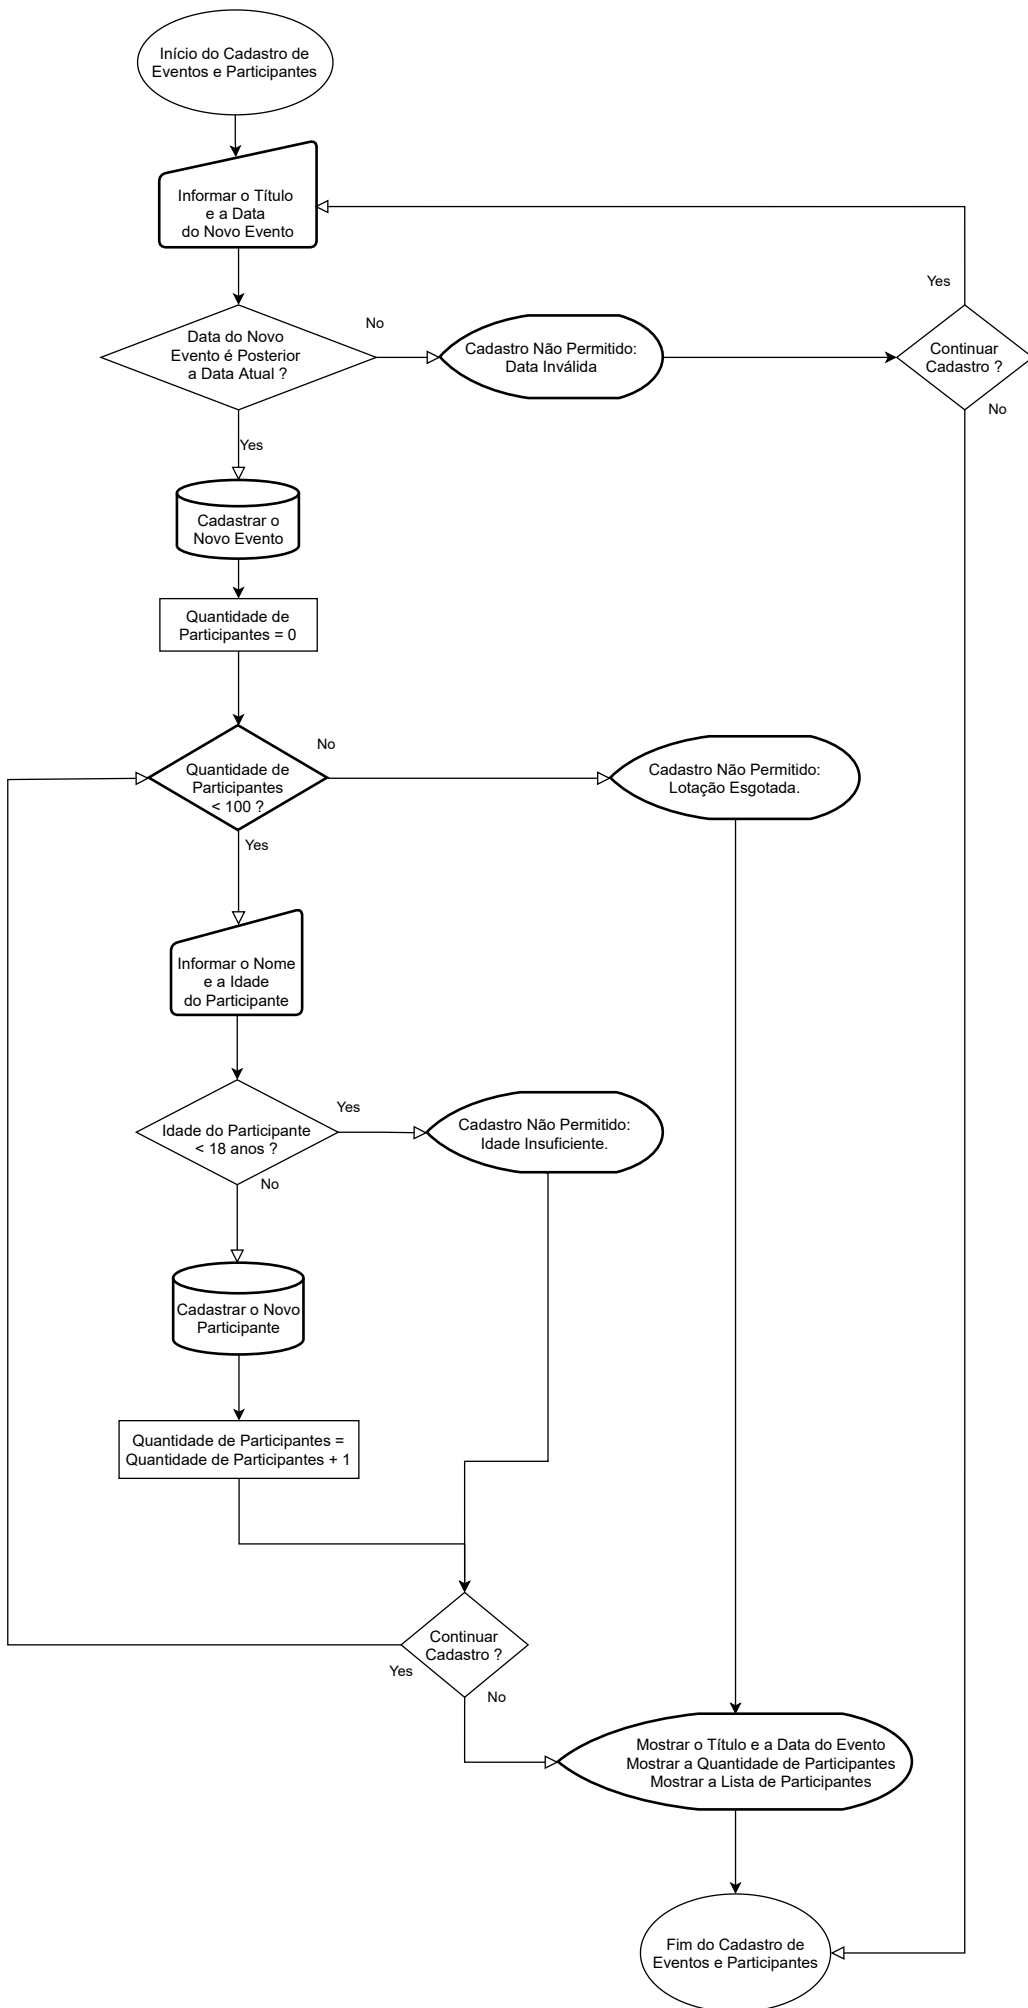 Início do Cadastro de
Eventos e Participantes
Informar o Título
e a Data
do Novo Evento
Yes
Data do Novo
Evento é Posterior
a Data Atual ?
No
Cadastro Não Permitido:
Data Inválida
Continuar
Cadastro ?
No
Yes
Cadastrar o
Novo Evento
Quantidade de
Participantes = 0
Quantidade de
Participantes
< 100 ?
No
Cadastro Não Permitido:
Lotação Esgotada.
Yes
Informar o Nome
e a Idade
do Participante
Idade do Participante
< 18 anos ?
Yes
Cadastro Não Permitido:
Idade Insuficiente.
No
Cadastrar o Novo
Participante
Quantidade de Participantes =
Quantidade de Participantes + 1
Continuar
Cadastro ?
Yes
No
Mostrar o Título e a Data do Evento
Mostrar a Quantidade de Participantes
Mostrar a Lista de Participantes
Fim do Cadastro de
Eventos e Participantes